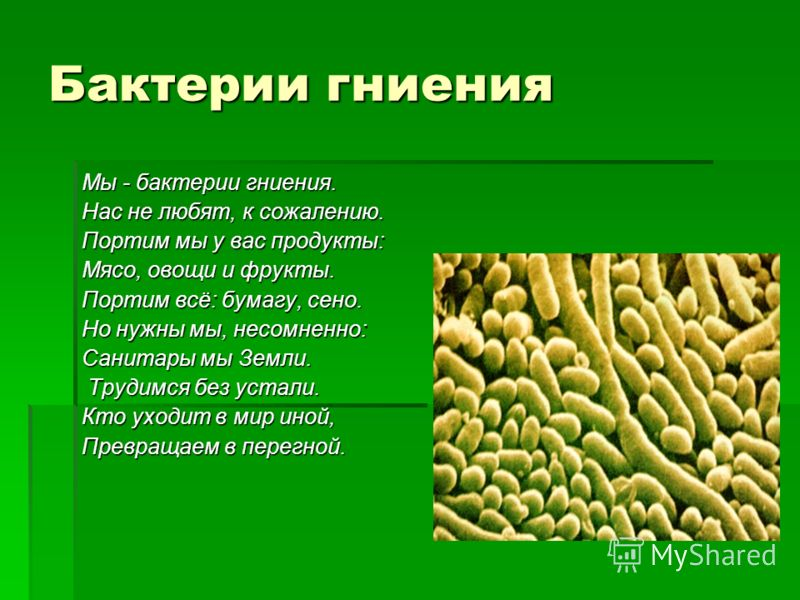 Бактерии гниения
Мы - бактерии гниения.
Нас не любят, к сожалению.
Портим мы у вас продукты:
Мясо, овощи и фрукты.
Портим всё: бумагу, сено.
Но нужны мы, несомненно:
Санитары мы Земли.
Трудимся без устали.
Кто уходит в мир иной,
Превращаем в перегной.
MyShared